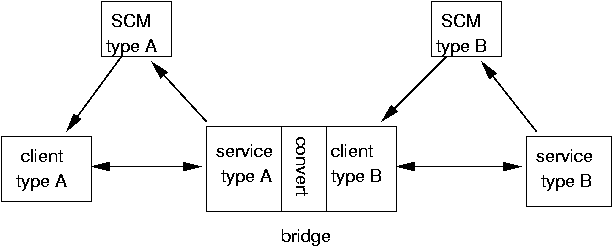 SCM
type A
SCM
type B
client
type A
service
type A
convert
client
type B
service
type B
bridge